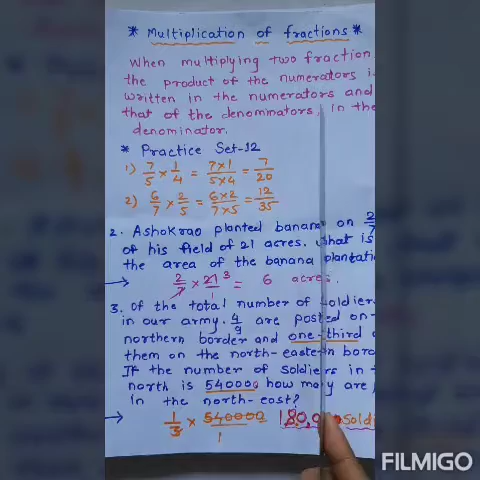 * Multiplication of fractions *
When multiplying two fraction
the product of the numerators i
written in the numerators and
that of the denominators, in the
denominator.
* Practice Set-12
1) 7/5 × 1/4 = 7×1/5×4 = 7/20
2) 6/7 × 2/5 = 6×2/7×5 = 12/35
2. Ashokrao planted banana on 2/7
of his field of 21 acres. What is
the area of the banana plantati
→ 2/7 × 21 3/1 = 6 acres.
3. Of the total number of soldiers
in our army, 4/9 are posted on
northern border and one-third
them on the north-eastern bord
If the number of soldiers in t
north is 540000 how many are
in the north-east?
→ 1/3 × 540000/1 = 180,0 soldi
FILMIGO